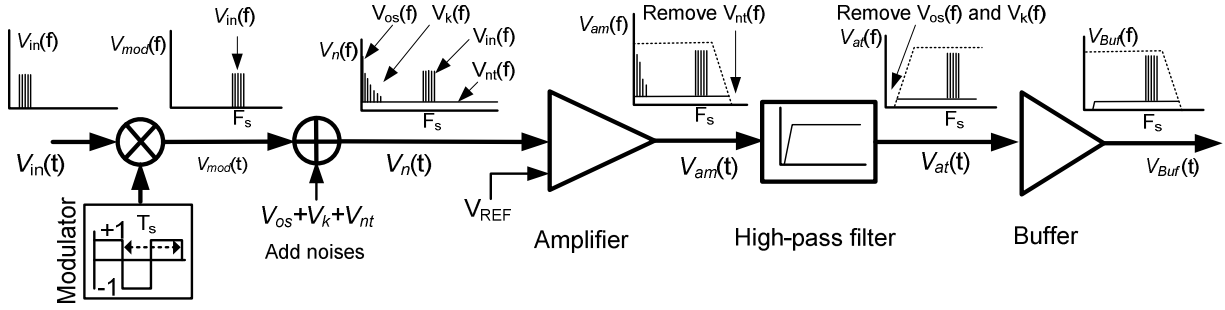 Vin(f)
Vmod(f)
Vin(f)
Fs
Vos(f)
Vk(f)
Vn(f)
Vin(f)
Vnt(f)
Fs
Vam(f)
Remove Vnt(f)
Fs
Remove Vos(f) and Vk(f)
Vat(f)
Fs
VBuf(f)
Fs
Vin(t)
Vmod(t)
Vn(t)
VREF
Vam(t)
Vat(t)
VBuf(t)
Modulator
+1
Ts
-1
Vos+Vk+Vnt
Add noises
Amplifier
High-pass filter
Buffer